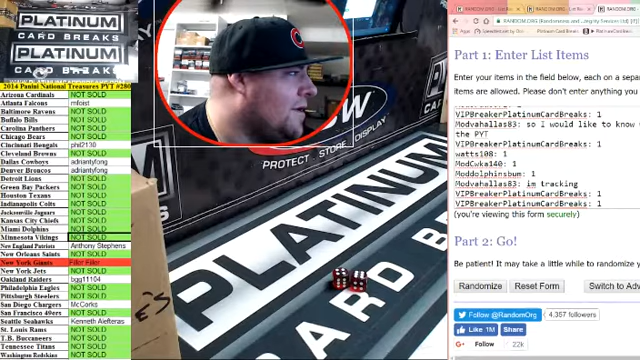 PLATINUM
CARD BREAKS
PLATINUM
CARD BREAKS
2014 Panini National
Treasures PYT #280
Arizona Cardinals NOT SOLD
Atlanta Falcons mfoist
Baltimore Ravens NOT SOLD
Buffalo Bills NOT SOLD
Carolina Panthers NOT SOLD
Chicago Bears NOT SOLD
Cincinnati Bengals phil2130
Cleveland Browns NOT SOLD
Dallas Cowboys adriantyfong
Denver Broncos adriantyfong
Detroit Lions NOT SOLD
Green Bay Packers NOT SOLD
Houston Texans NOT SOLD
Indianapolis Colts NOT SOLD
Jacksonville Jaguars NOT SOLD
Kansas City Chiefs NOT SOLD
Miami Dolphins NOT SOLD
Minnesota Vikings NOT SOLD
New England Patriots Anthony Stephens
New Orleans Saints NOT SOLD
New York Giants Filler Filler
New York Jets NOT SOLD
Oakland Raiders bgg11104
Philadelphia Eagles NOT SOLD
Pittsburgh Steelers NOT SOLD
San Diego Chargers McCorks
San Francisco 49ers NOT SOLD
Seattle Seahawks Kenneth Alefteras
St. Louis Rams NOT SOLD
T.B. Buccaneers NOT SOLD
Tennessee Titans NOT SOLD
Washington Redskins NOT SOLD
PROTECT STORE DISPLAY
PLATINUM
CARD B
RANDOM.ORG
Part 1: Enter List Items
Enter your items in the field below, each on a separ
items are allowed. Please don't enter anything you
VIPBreakerPlatinumCardBreaks: 1
Modvahallas83: so I would like to know
the PYT
VIPBreakerPlatinumCardBreaks: 1
watts108: 1
ModCwka140: 1
Moddolphinsbum: 1
Modvahallas83: im tracking
VIPBreakerPlatinumCardBreaks: 1
VIPBreakerPlatinumCardBreaks: 1
(you're viewing this form securely)
Part 2: Go!
Be patient! It may take a little while to randomize y
Randomize Reset Form Switch to Adv
Follow @RandomOrg 4,357 followers
Like 1M Share
Follow 22k